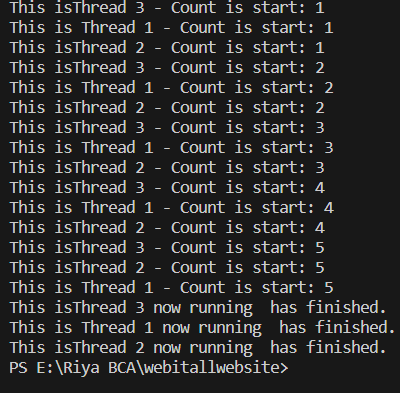 This isThread 3 - Count is start: 1
This is Thread 1 - Count is start: 1
This isThread 2 - Count is start: 1
This isThread 3 - Count is start: 2
This is Thread 1 - Count is start: 2
This isThread 2 - Count is start: 2
This isThread 3 - Count is start: 3
This is Thread 1 - Count is start: 3
This isThread 2 - Count is start: 3
This isThread 3 - Count is start: 4
This is Thread 1 - Count is start: 4
This isThread 2 - Count is start: 4
This isThread 3 - Count is start: 5
This isThread 2 - Count is start: 5
This is Thread 1 - Count is start: 5
This isThread 3 now running  has finished.
This is Thread 1 now running  has finished.
This isThread 2 now running  has finished.
PS E:\Riya BCA\webitallwebsite>